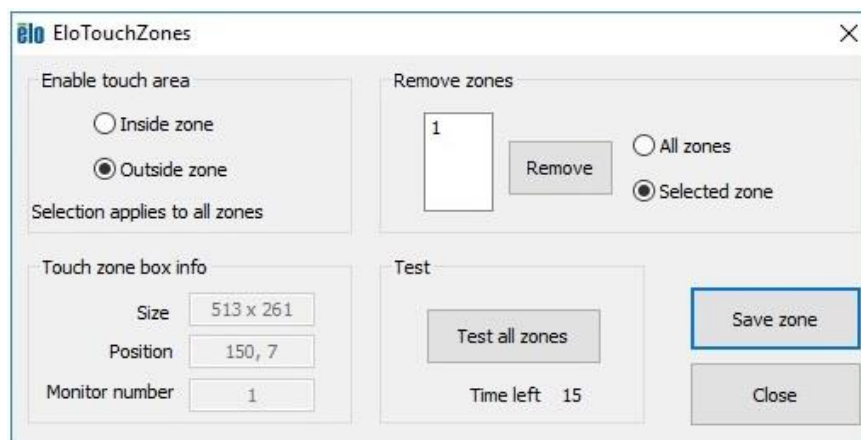 elo EloTouchZones
Enable touch area
Inside zone
Outside zone
Selection applies to all zones
Remove zones
1
Remove
All zones
Selected zone
Touch zone box info
Size 513 x 261
Position 150, 7
Monitor number 1
Test
Test all zones
Time left 15
Save zone
Close